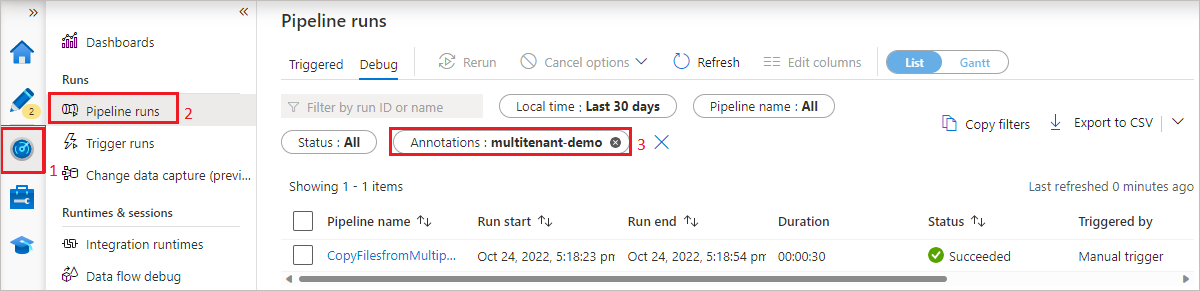 »
2
1
«
Dashboards
Runs
Pipeline runs
2
Trigger runs
Change data capture (previ...
Runtimes & sessions
Integration runtimes
Data flow debug
Pipeline runs
Triggered Debug Rerun Cancel options Refresh Edit columns List Gantt
Filter by run ID or name Local time : Last 30 days Pipeline name : All
Status : All Annotations : multitenant-demo 3 Copy filters Export to CSV
Showing 1 - 1 items Last refreshed 0 minutes ago
Pipeline name Run start Run end Duration Status Triggered by
CopyFilesfromMultip... Oct 24, 2022, 5:18:23 pm Oct 24, 2022, 5:18:54 pm 00:00:30 Succeeded Manual trigger